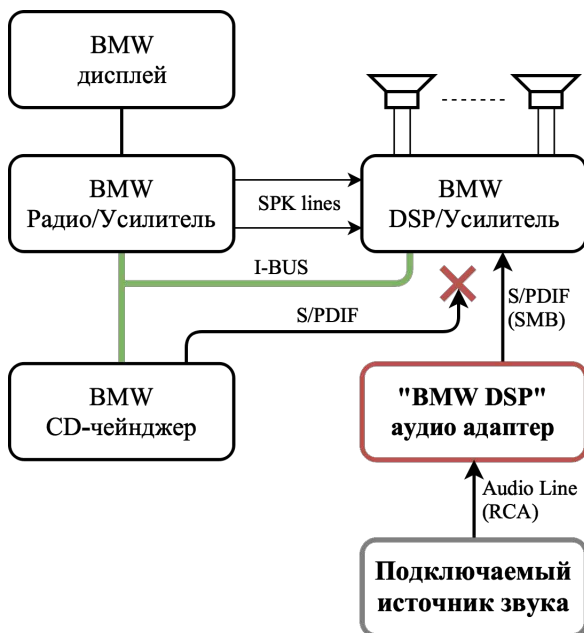 BMW
дисплей
BMW
Радио/Усилитель
SPK lines
BMW
DSP/Усилитель
I-BUS
S/PDIF
S/PDIF
(SMB)
BMW
CD-чейнджер
"BMW DSP"
аудио адаптер
Audio Line
(RCA)
Подключаемый
источник звука